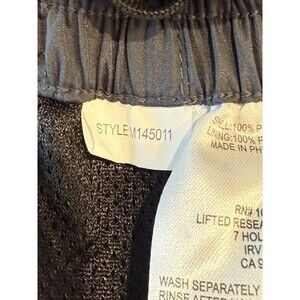 STYLE M145011
SHELL: 100% P
LINING: 100% P
MADE IN PH
RN# 10
LIFTED RESEA
7 HOL
IRV
CA 9
WASH SEPARATELY
RINSE AFTER